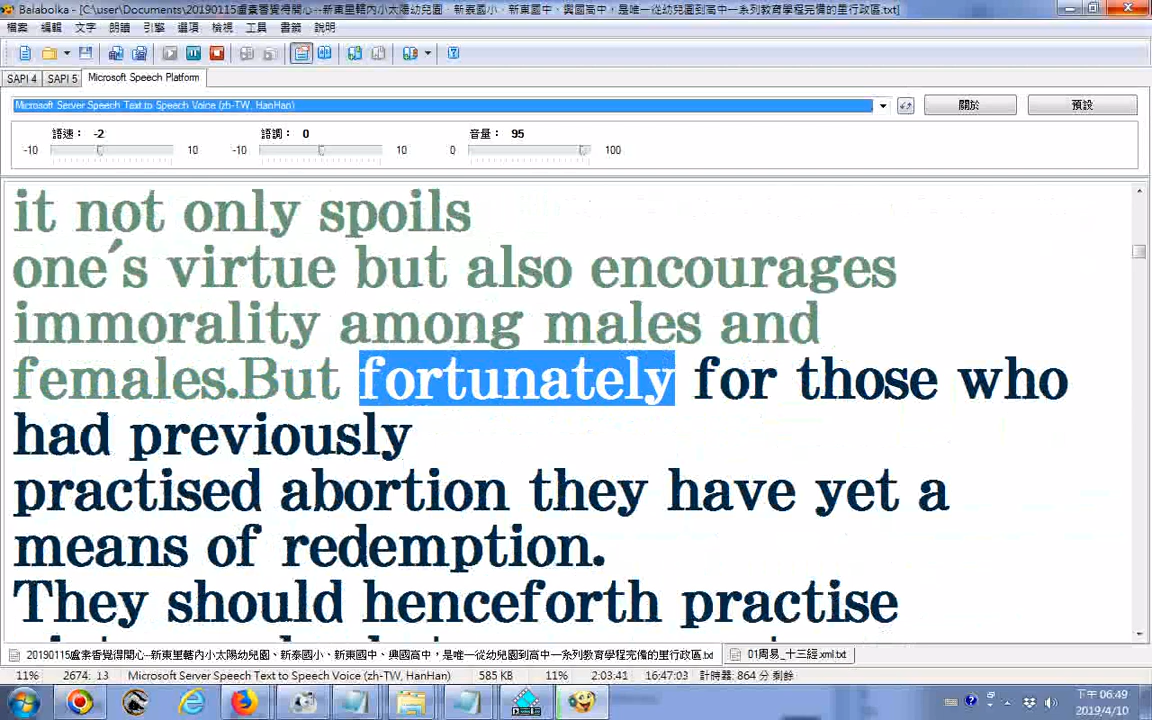 Balabolka - [C:\user\Documents\20190115盧素香覺得開心--新東里轄內小太陽幼兒園、新泰國小、新東國中、興國高中，是唯一從幼兒園到高中一系列教育學程完備的里行政區.txt]
檔案 編輯 文字 朗讀 引擎 選項 檢視 工具 書籤 說明
SAPI 4 SAPI 5 Microsoft Speech Platform
Microsoft Server Speech Text to Speech Voice (zh-TW, HanHan) 關於 預設
語速： -2 語調： 0 音量： 95
-10 10 -10 10 0 100
it not only spoils
one's virtue but also encourages
immorality among males and
females.But fortunately for those who
had previously
practised abortion they have yet a
means of redemption.
They should henceforth practise
20190115盧素香覺得開心--新東里轄內小太陽幼兒園、新泰國小、新東國中、興國高中，是唯一從幼兒園到高中一系列教育學程完備的里行政區.txt 01周易_十三經.xml.txt
11% 2674: 13 Microsoft Server Speech Text to Speech Voice (zh-TW, HanHan) 585 KB 11% 2:03:41 16:47:03 計時器: 864 分 剩餘
下午 06:49
2019/4/10